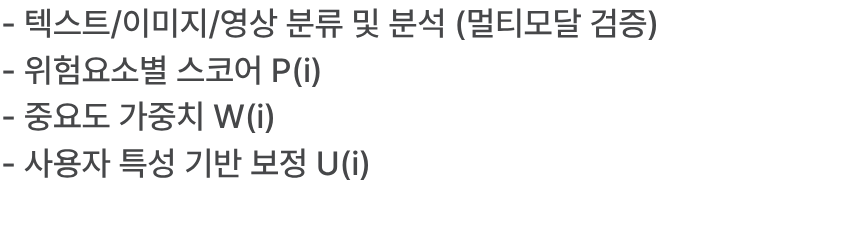 - 텍스트/이미지/영상 분류 및 분석 (멀티모달 검증)
- 위험요소별 스코어 P(i)
- 중요도 가중치 W(i)
- 사용자 특성 기반 보정 U(i)